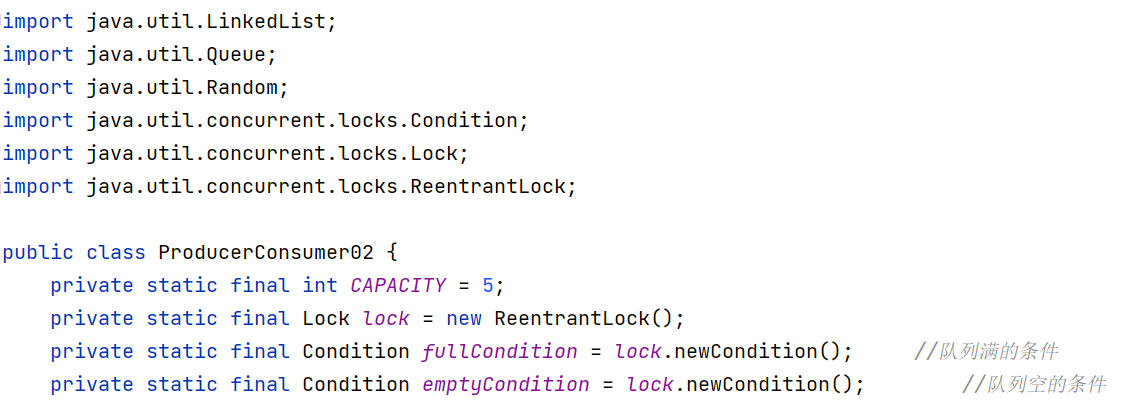 import java.util.LinkedList;
import java.util.Queue;
import java.util.Random;
import java.util.concurrent.locks.Condition;
import java.util.concurrent.locks.Lock;
import java.util.concurrent.locks.ReentrantLock;
public class ProducerConsumer02 {
    private static final int CAPACITY = 5;
    private static final Lock lock = new ReentrantLock();
    private static final Condition fullCondition = lock.newCondition();     //队列满的条件
    private static final Condition emptyCondition = lock.newCondition();        //队列空的条件